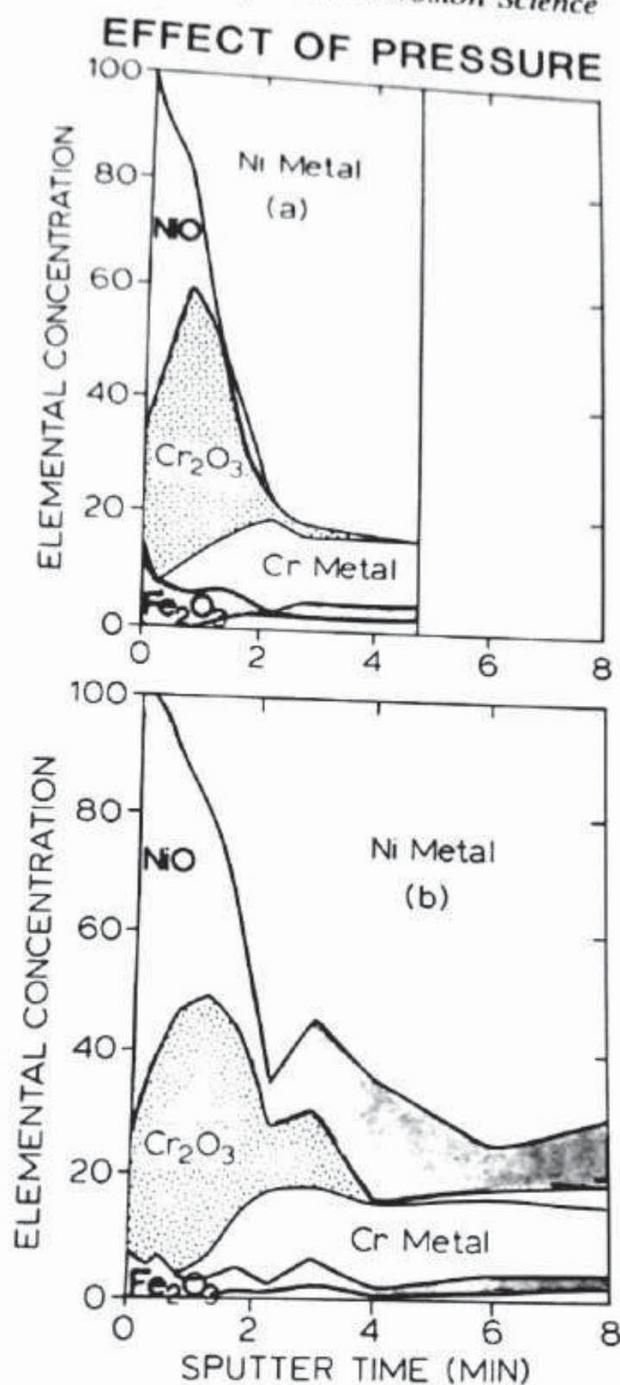 Science
EFFECT OF PRESSURE
ELEMENTAL CONCENTRATION
100
80
60
40
20
0
Ni Metal
(a)
NiO
Cr2O3
Cr Metal
Fe2O3
0 2 4 6 8
ELEMENTAL CONCENTRATION
100
80
60
40
20
0
Ni Metal
(b)
NiO
Cr2O3
Cr Metal
Fe2O3
0 2 4 6 8
SPUTTER TIME (MIN)